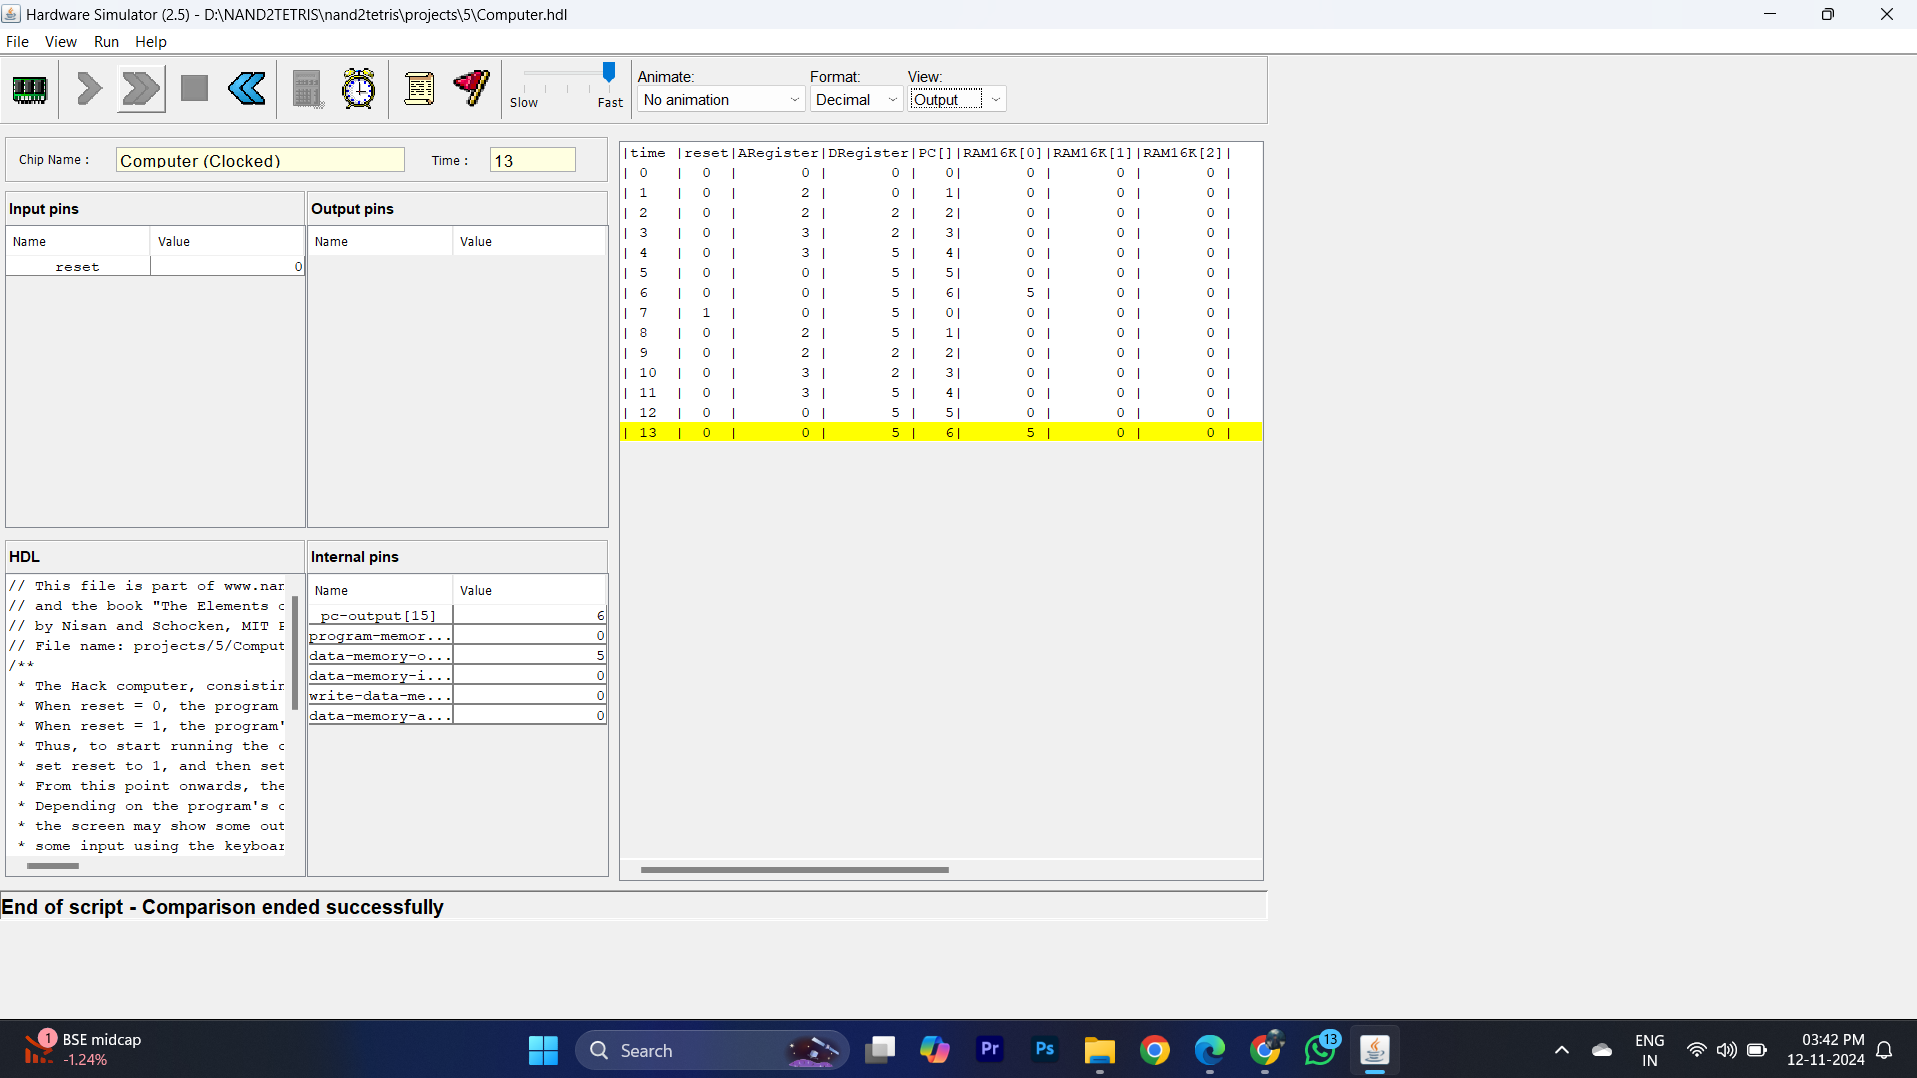 Hardware Simulator (2.5) - D:\NAND2TETRIS\nand2tetris\projects\5\Computer.hdl
File View Run Help
Slow Fast
Animate: Format: View:
No animation Decimal Output
Chip Name : Computer (Clocked) Time : 13
Input pins
Name Value
reset 0
Output pins
Name Value
|time |reset|ARegister|DRegister|PC[]|RAM16K[0]|RAM16K[1]|RAM16K[2]|
| 0 | 0 | 0 | 0 | 0| 0 | 0 | 0 |
| 1 | 0 | 2 | 0 | 1| 0 | 0 | 0 |
| 2 | 0 | 2 | 2 | 2| 0 | 0 | 0 |
| 3 | 0 | 3 | 2 | 3| 0 | 0 | 0 |
| 4 | 0 | 3 | 5 | 4| 0 | 0 | 0 |
| 5 | 0 | 0 | 5 | 5| 0 | 0 | 0 |
| 6 | 0 | 0 | 5 | 6| 5 | 0 | 0 |
| 7 | 1 | 0 | 5 | 0| 0 | 0 | 0 |
| 8 | 0 | 2 | 5 | 1| 0 | 0 | 0 |
| 9 | 0 | 2 | 2 | 2| 0 | 0 | 0 |
| 10 | 0 | 3 | 2 | 3| 0 | 0 | 0 |
| 11 | 0 | 3 | 5 | 4| 0 | 0 | 0 |
| 12 | 0 | 0 | 5 | 5| 0 | 0 | 0 |
| 13 | 0 | 0 | 5 | 6| 5 | 0 | 0 |
HDL
// This file is part of www.nan
// and the book "The Elements o
// by Nisan and Schocken, MIT P
// File name: projects/5/Comput
/**
* The Hack computer, consistin
* When reset = 0, the program
* When reset = 1, the program'
* Thus, to start running the c
* set reset to 1, and then set
* From this point onwards, the
* Depending on the program's c
* the screen may show some out
* some input using the keyboar
Internal pins
Name Value
pc-output[15] 6
program-memor... 0
data-memory-o... 5
data-memory-i... 0
write-data-me... 0
data-memory-a... 0
End of script - Comparison ended successfully
1 BSE midcap
-1.24%
Search
Pr
Ps
13
ENG
IN
03:42 PM
12-11-2024